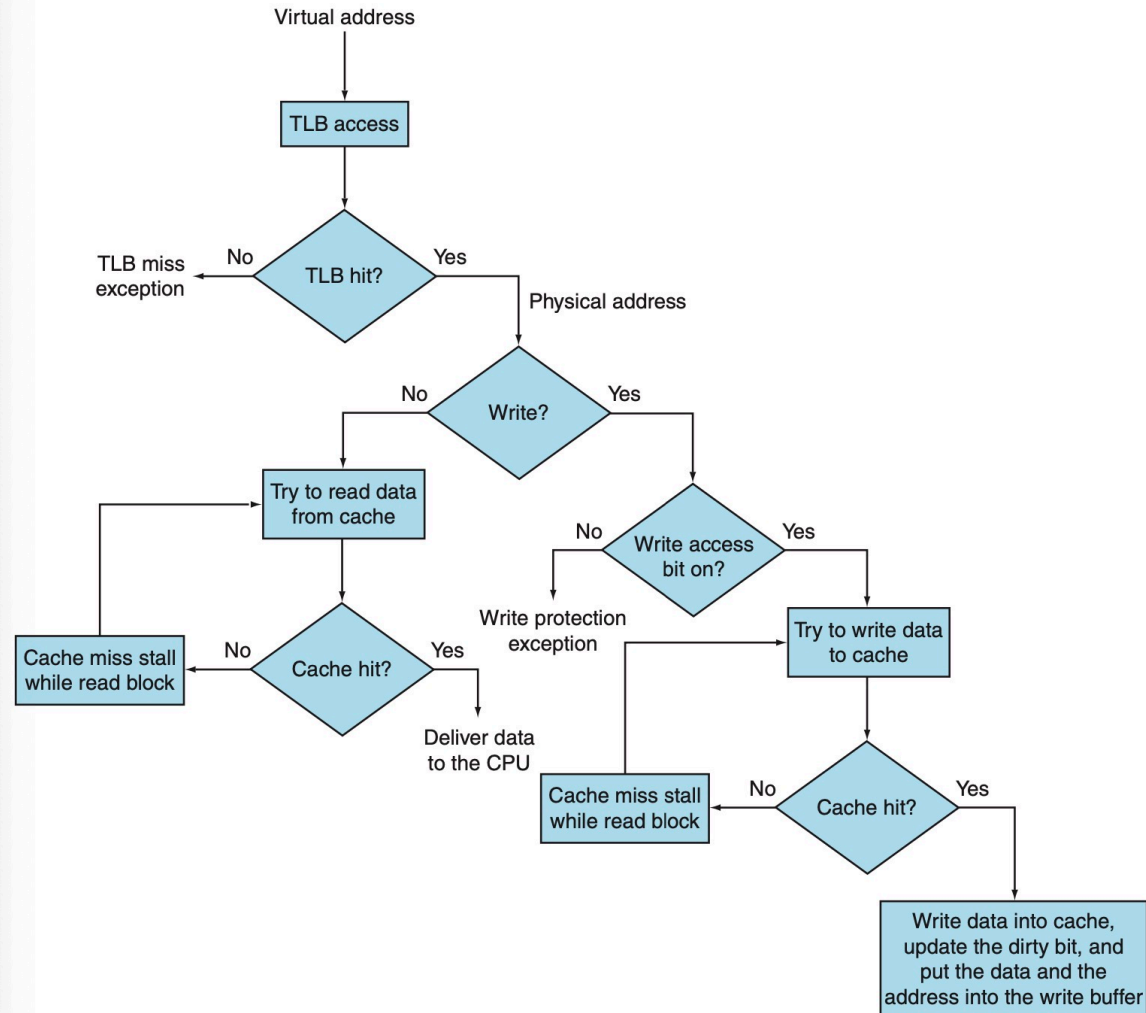 Virtual address
TLB access
TLB hit?
No
Yes
TLB miss
exception
Physical address
Write?
No
Yes
Try to read data
from cache
Write access
bit on?
No
Yes
Write protection
exception
Try to write data
to cache
Cache hit?
No
Yes
Cache miss stall
while read block
Deliver data
to the CPU
Cache hit?
No
Yes
Cache miss stall
while read block
Write data into cache,
update the dirty bit, and
put the data and the
address into the write buffer